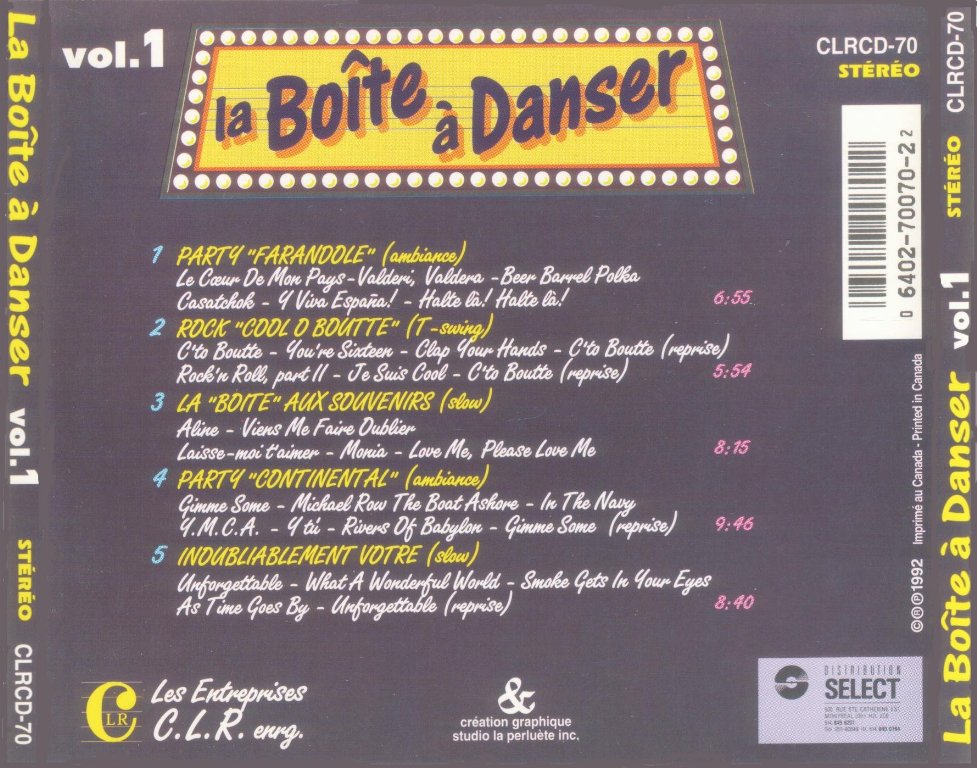 La Boîte à Danser vol.1 STÉRÉO CLRCD-70
vol.1
la Boîte à Danser
CLRCD-70
STÉRÉO
0 6402-70070-2 2
1 PARTY "FARANDOLE" (ambiance)
Le Cœur De Mon Pays-Valderi, Valdera -Beer Barrel Polka
Casatchok - Y Viva España! - Halte là! Halte là! 6:55
2 ROCK "COOL O BOUTTE" (T-swing)
C'to Boutte - You're Sixteen - Clap Your Hands - C'to Boutte (reprise)
Rock'n Roll, part II - Je Suis Cool - C'to Boutte (reprise) 5:54
3 LA "BOITE" AUX SOUVENIRS (slow)
Aline - Viens Me Faire Oublier
Laisse-moi t'aimer - Monia - Love Me, Please Love Me 8:15
4 PARTY "CONTINENTAL" (ambiance)
Gimme Some - Michael Row The Boat Ashore - In The Navy
Y.M.C.A. - Y tú - Rivers Of Babylon - Gimme Some (reprise) 9:46
5 INOUBLIABLEMENT VOTRE (slow)
Unforgettable - What A Wonderful World - Smoke Gets In Your Eyes
As Time Goes By - Unforgettable (reprise) 8:40
©℗1992 Imprimé au Canada - Printed in Canada
CLR
Les Entreprises
C.L.R. enrg.
&
création graphique
studio la perluète inc.
DISTRIBUTION
SELECT
La Boîte à Danser vol.1 STÉRÉO CLRCD-70